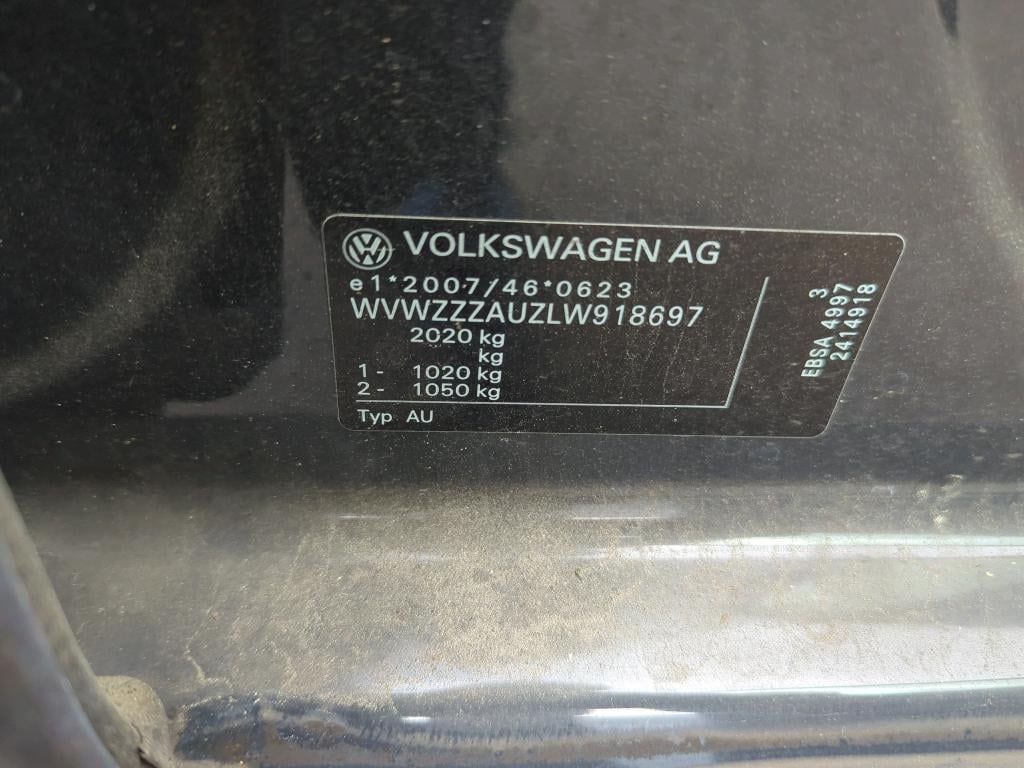 VOLKSWAGEN AG
e1*2007/46*0623
WVWZZZAUZLW918697
2020 kg
kg
1- 1020 kg
2- 1050 kg
Typ AU
3
EBSA 4997
2414918